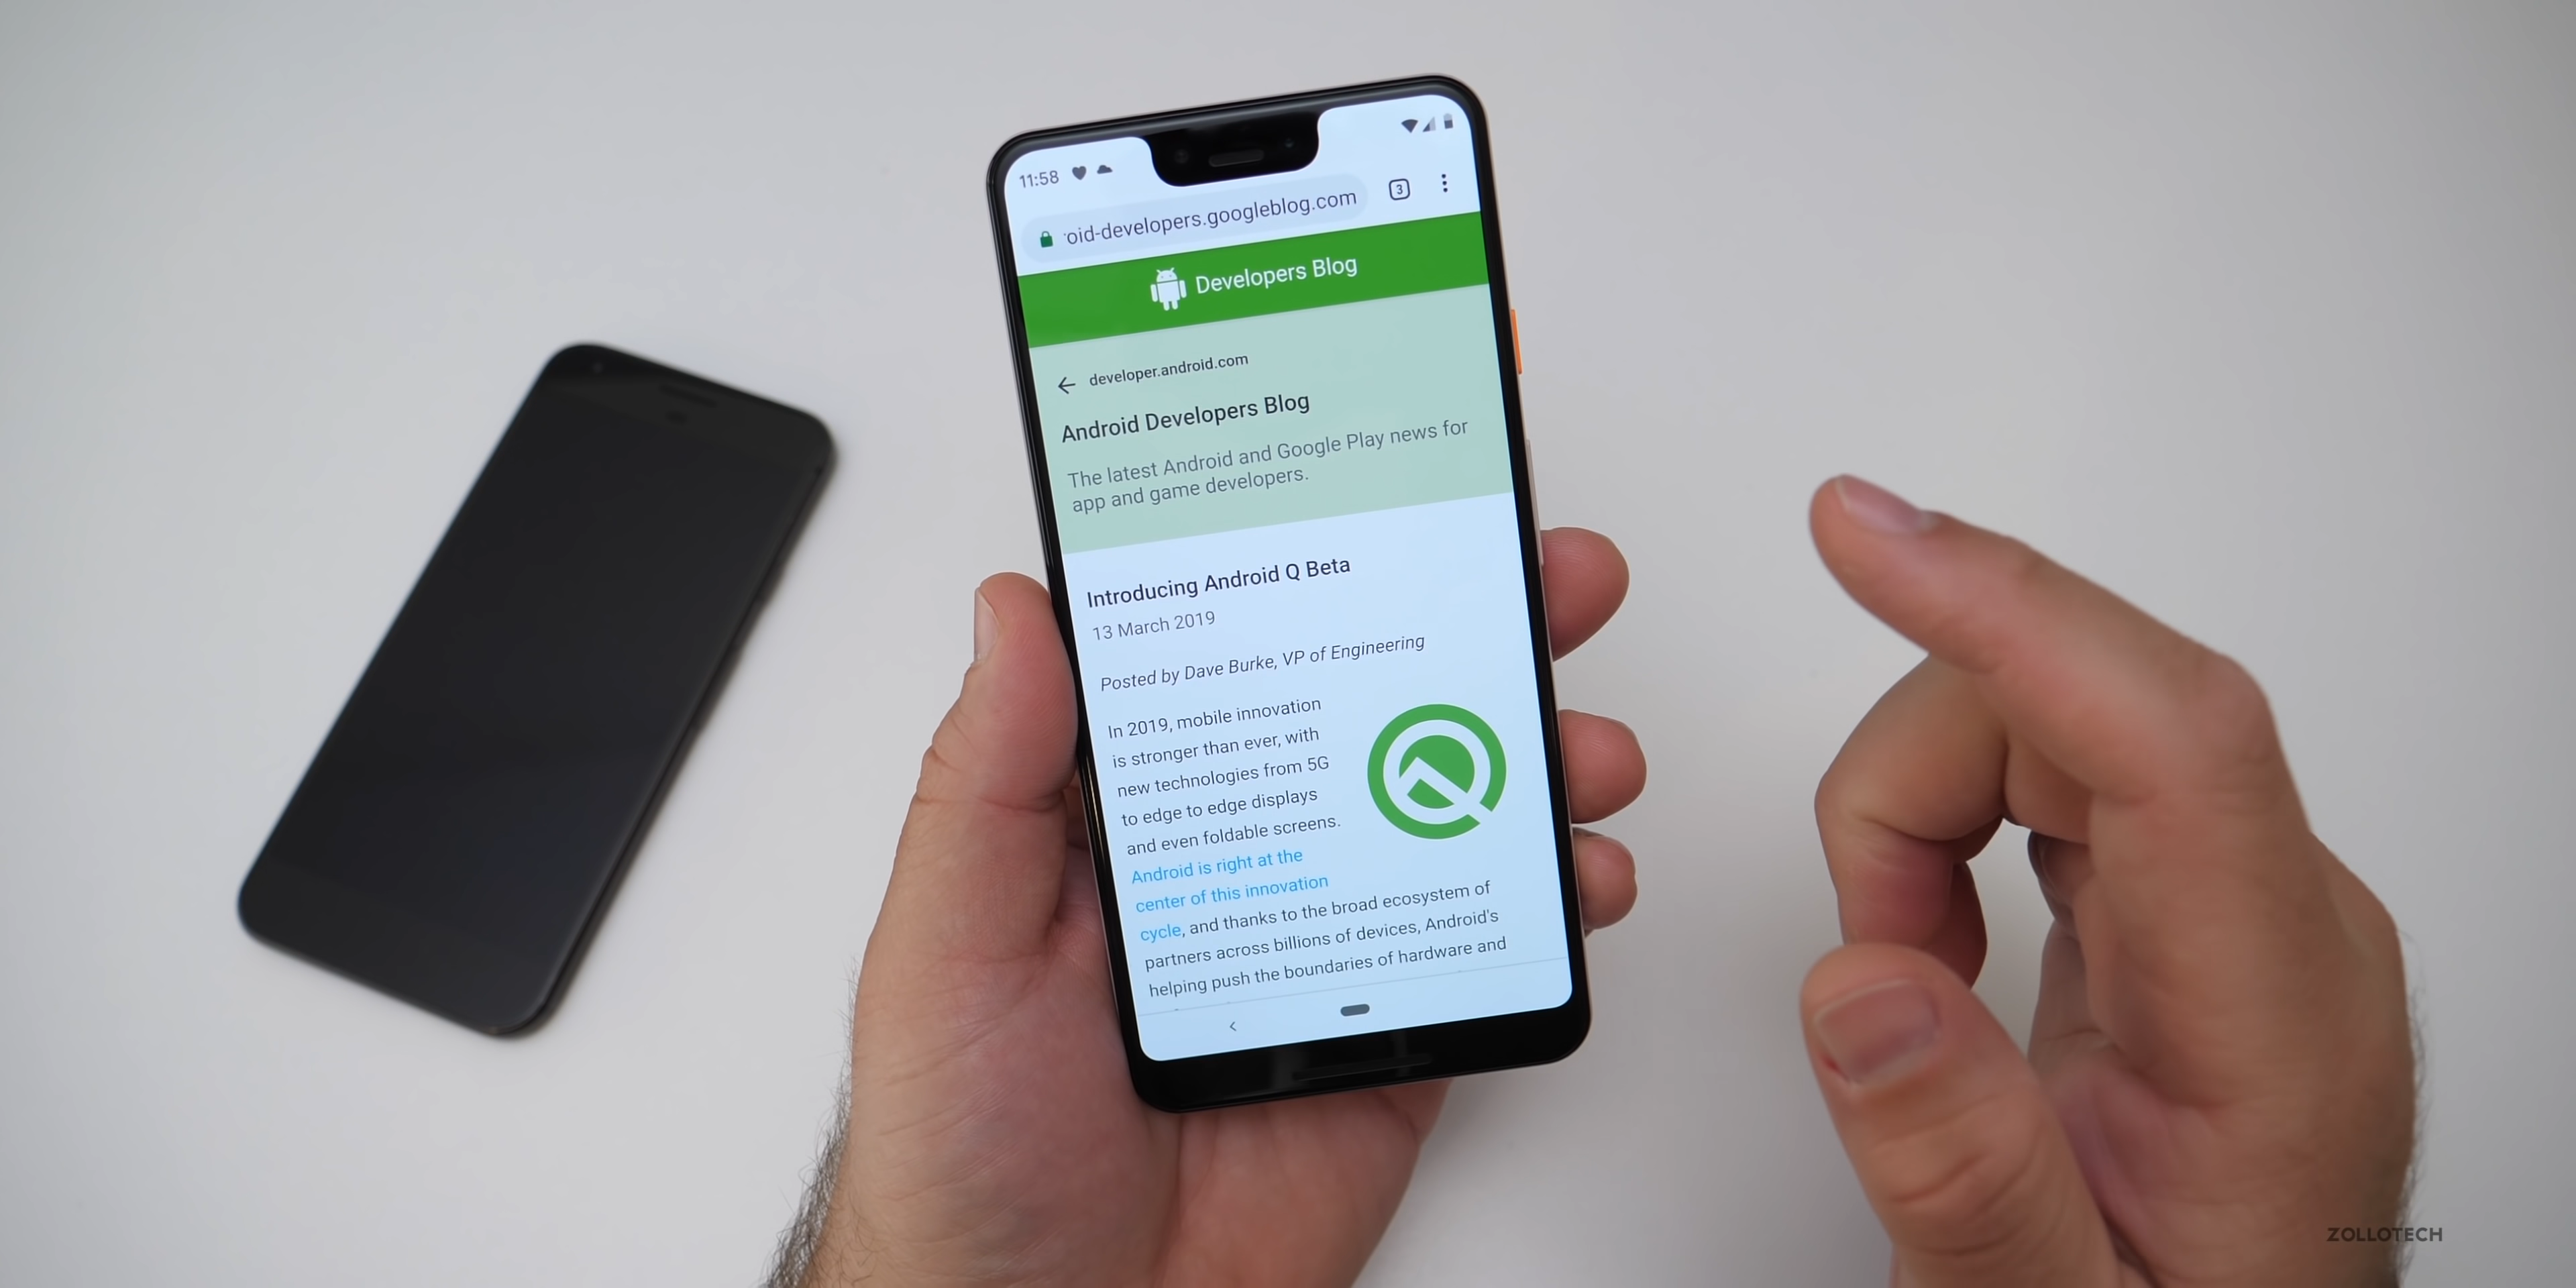 11:58
oid-developers.googleblog.com
3
Developers Blog
developer.android.com
Android Developers Blog
The latest Android and Google Play news for
app and game developers.
Introducing Android Q Beta
13 March 2019
Posted by Dave Burke, VP of Engineering
In 2019, mobile innovation
is stronger than ever, with
new technologies from 5G
to edge to edge displays
and even foldable screens.
Android is right at the
center of this innovation
cycle, and thanks to the broad ecosystem of
partners across billions of devices, Android's
helping push the boundaries of hardware and
ZOLLOTECH